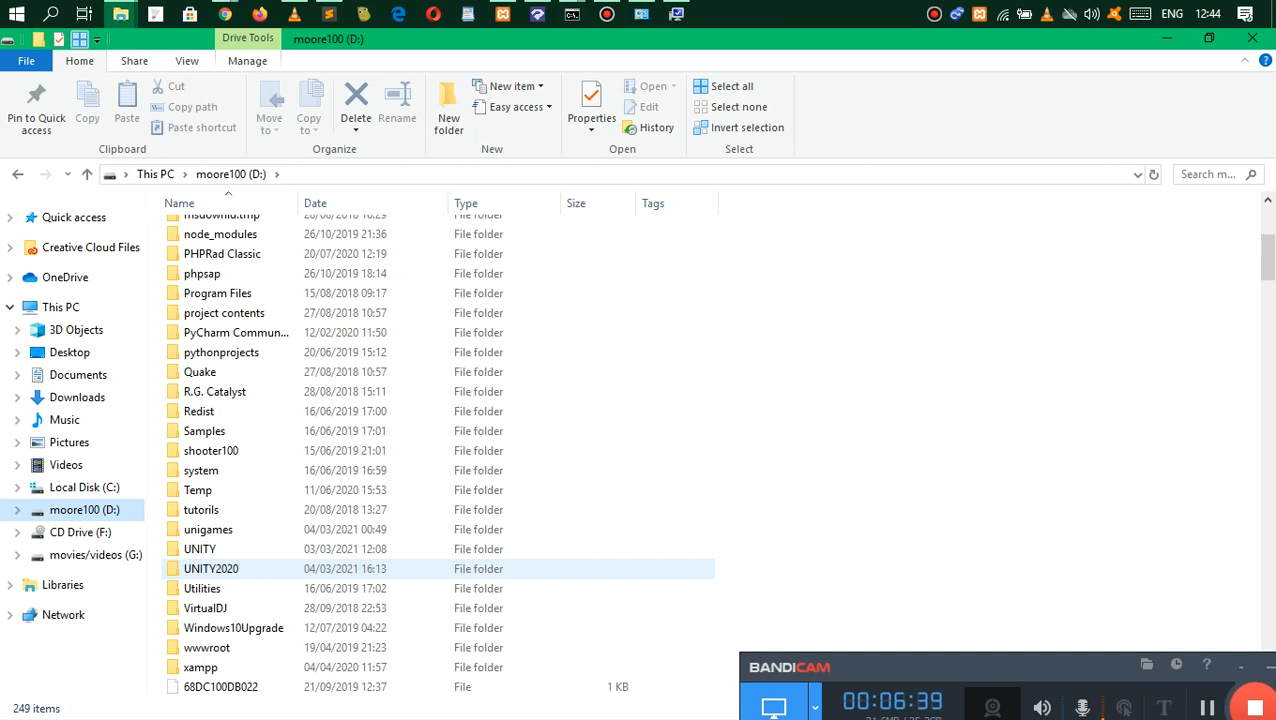 ENG 12:44
Drive Tools moore100 (D:)
File Home Share View Manage
Pin to Quick access
Copy
Paste
Cut
Copy path
Paste shortcut
Clipboard
Move to
Copy to
Delete
Rename
Organize
New folder
New item
Easy access
New
Properties
Open
Edit
History
Open
Select all
Select none
Invert selection
Select
This PC moore100 (D:) Search m...
Name Date Type Size Tags
Quick access
Creative Cloud Files
OneDrive
This PC
3D Objects
Desktop
Documents
Downloads
Music
Pictures
Videos
Local Disk (C:)
moore100 (D:)
CD Drive (F:)
movies/videos (G:)
Libraries
Network
msdownld.tmp 28/08/2018 16:29 File folder
node_modules 26/10/2019 21:36 File folder
PHPRad Classic 20/07/2020 12:19 File folder
phpsap 26/10/2019 18:14 File folder
Program Files 15/08/2018 09:17 File folder
project contents 27/08/2018 10:57 File folder
PyCharm Commun... 12/02/2020 11:50 File folder
pythonprojects 20/06/2019 15:12 File folder
Quake 27/08/2018 10:57 File folder
R.G. Catalyst 28/08/2018 15:11 File folder
Redist 16/06/2019 17:00 File folder
Samples 16/06/2019 17:01 File folder
shooter100 15/06/2019 21:01 File folder
system 16/06/2019 16:59 File folder
Temp 11/06/2020 15:53 File folder
tutorils 20/08/2018 13:27 File folder
unigames 04/03/2021 00:49 File folder
UNITY 03/03/2021 12:08 File folder
UNITY2020 04/03/2021 16:13 File folder
Utilities 16/06/2019 17:02 File folder
VirtualDJ 28/09/2018 22:53 File folder
Windows10Upgrade 12/07/2019 04:22 File folder
wwwroot 19/04/2019 21:23 File folder
xampp 04/04/2020 11:57 File folder
68DC100DB022 21/09/2019 12:37 File 1 KB
249 items
BANDICAM
00:06:39